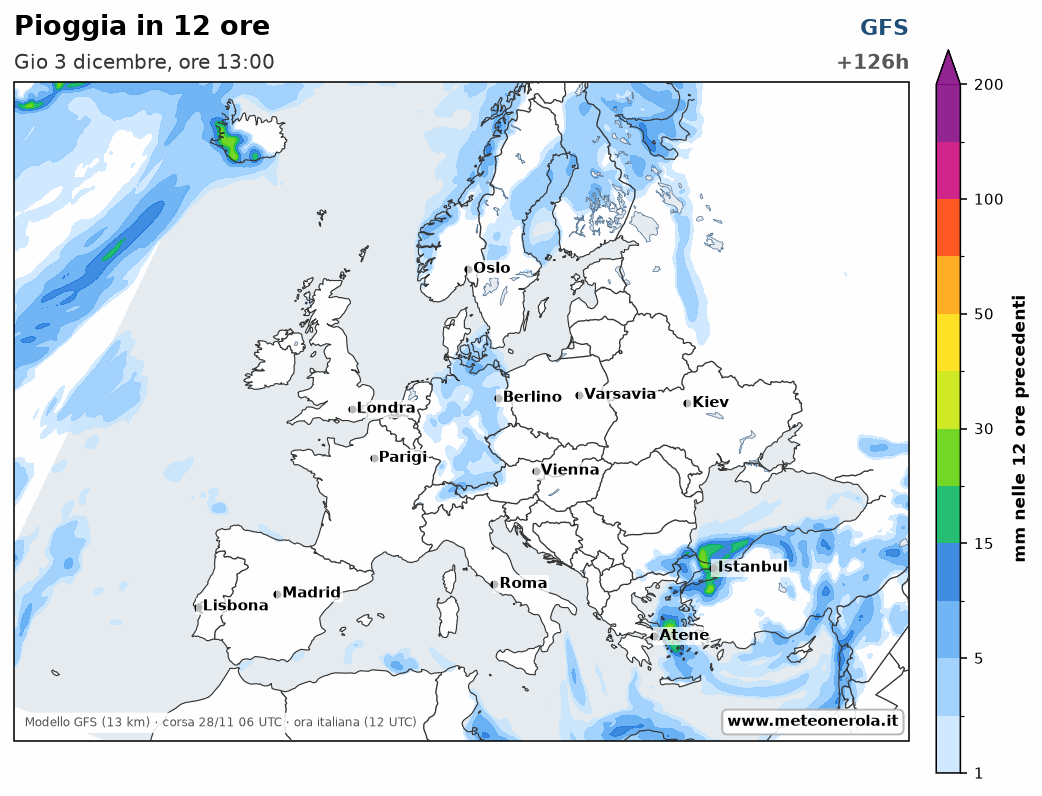 Pioggia in 12 ore
GFS
Gio 3 dicembre, ore 13:00
+126h
200
100
50
30
15
5
1
mm nelle 12 ore precedenti
Oslo
Londra
Berlino
Varsavia
Kiev
Parigi
Vienna
Istanbul
Roma
Madrid
Lisbona
Atene
Modello GFS (13 km) · corsa 28/11 06 UTC · ora italiana (12 UTC)
www.meteonerola.it